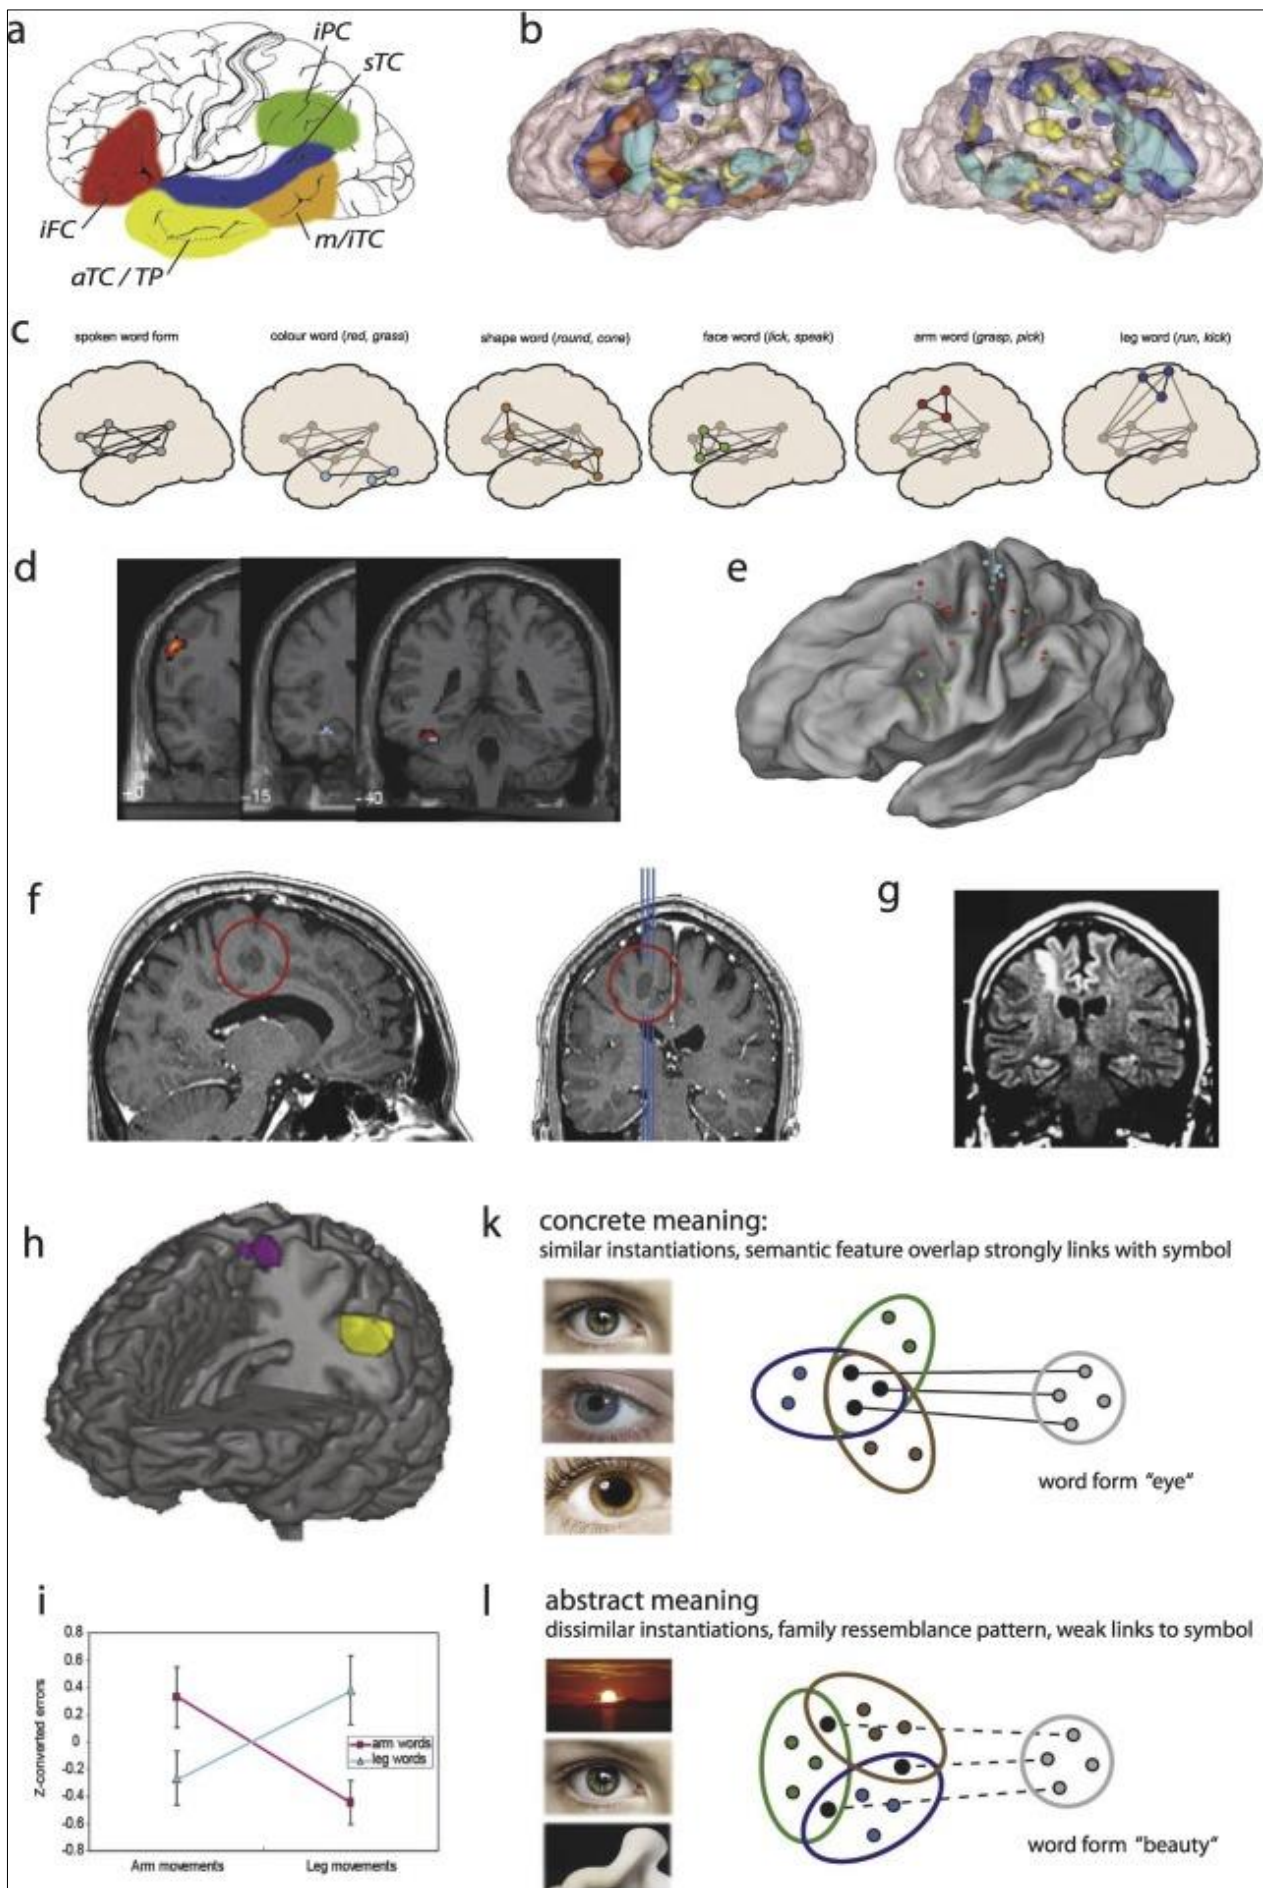 a
iPC
sTC
iFC
m/iTC
aTC / TP
b
c
spoken word form
colour word (red, grass)
shape word (round, cone)
face word (lick, speak)
arm word (grasp, pick)
leg word (run, kick)
d
-0
-15
-40
e
f
g
h
k
concrete meaning:
similar instantiations, semantic feature overlap strongly links with symbol
word form "eye"
i
0.8
0.6
0.4
0.2
0
-0.2
-0.4
-0.6
-0.8
Z-converted errors
arm words
leg words
Arm movements
Leg movements
l
abstract meaning
dissimilar instantiations, family ressemblance pattern, weak links to symbol
word form "beauty"